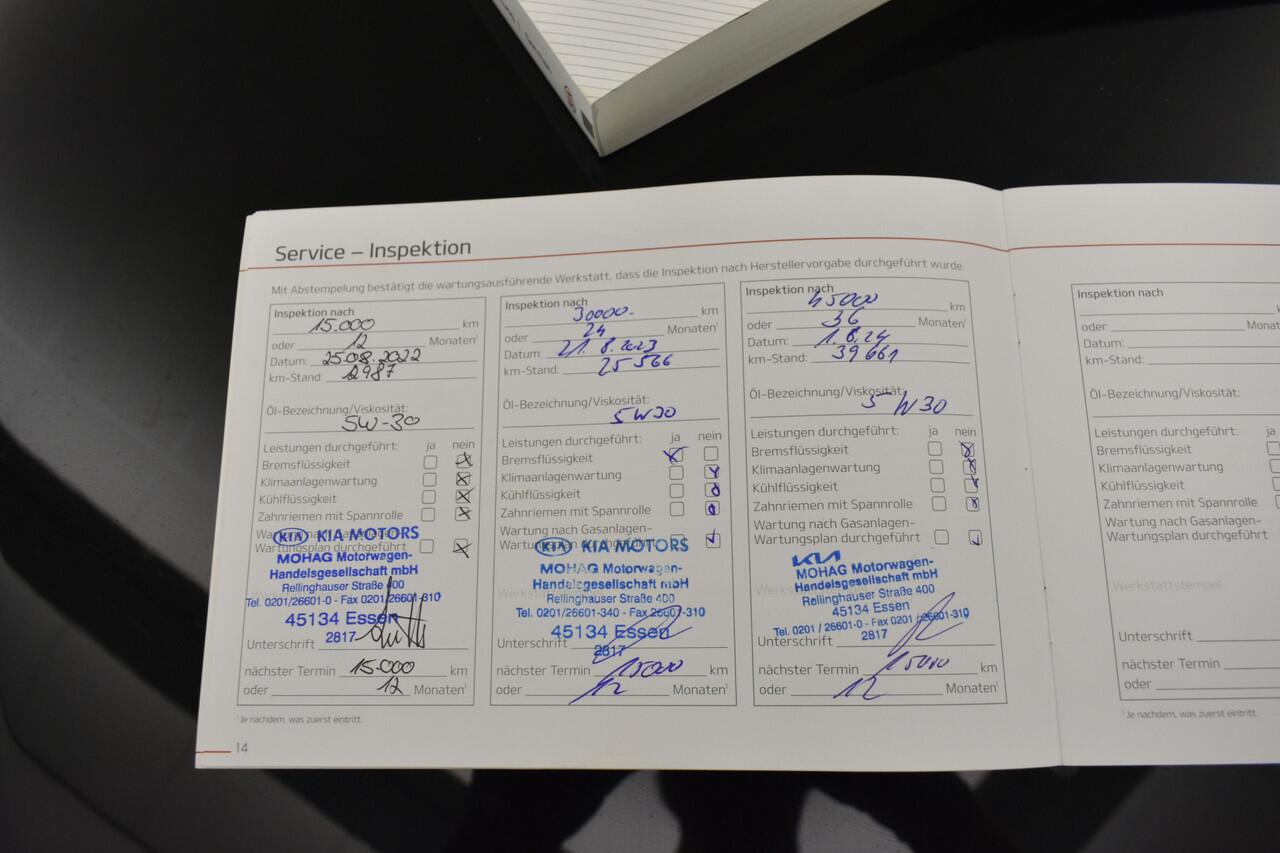 Service – Inspektion
Mit Abstempelung bestätigt die wartungsausführende Werkstatt, dass die Inspektion nach Herstellervorgabe durchgeführt wurde.
Inspektion nach
15.000 km
oder 12 Monaten¹
Datum: 25.08.2022
km-Stand: 2987
Öl-Bezeichnung/Viskosität:
5W-30
Leistungen durchgeführt: ja nein
Bremsflüssigkeit
Klimaanlagenwartung
Kühlflüssigkeit
Zahnriemen mit Spannrolle
Wartungsplan durchgeführt
KIA KIA MOTORS
MOHAG Motorwagen-
Handelsgesellschaft mbH
Rellinghauser Straße 400
Tel. 0201/26601-0 - Fax 0201/26601-310
45134 Essen
2817
Unterschrift
nächster Termin 15.000 km
oder 12 Monaten¹
¹Je nachdem, was zuerst eintritt.
14
Inspektion nach
30000.- km
oder 24 Monaten¹
Datum: 21.8.2023
km-Stand: 25566
Öl-Bezeichnung/Viskosität:
5W30
Leistungen durchgeführt: ja nein
Bremsflüssigkeit
Klimaanlagenwartung
Kühlflüssigkeit
Zahnriemen mit Spannrolle
Wartung nach Gasanlagen-
Wartungsplan durchgeführt
KIA KIA MOTORS
MOHAG Motorwagen-
Handelsgesellschaft mbH
Rellinghauser Straße 400
Tel. 0201/26601-340 - Fax 26601-310
45134 Essen
2817
Unterschrift
nächster Termin 15000 km
oder 12 Monaten¹
Inspektion nach
45000 km
oder 36 Monaten¹
Datum: 1.8.24
km-Stand: 39661
Öl-Bezeichnung/Viskosität:
5W30
Leistungen durchgeführt: ja nein
Bremsflüssigkeit
Klimaanlagenwartung
Kühlflüssigkeit
Zahnriemen mit Spannrolle
Wartung nach Gasanlagen-
Wartungsplan durchgeführt
KIA
MOHAG Motorwagen-
Handelsgesellschaft mbH
Rellinghauser Straße 400
45134 Essen
Tel. 0201 / 26601-0 - Fax 0201 /26601-310
2817
Unterschrift
nächster Termin 15000 km
oder 12 Monaten¹
Inspektion nach
oder Monat
Datum:
km-Stand:
Öl-Bezeichnung/Viskosität:
Leistungen durchgeführt: ja
Bremsflüssigkeit
Klimaanlagenwartung
Kühlflüssigkeit
Zahnriemen mit Spannrolle
Wartung nach Gasanlagen-
Wartungsplan durchgeführt
Werkstattstempel
Unterschrift
nächster Termin
oder
¹Je nachdem, was zuerst eintritt.